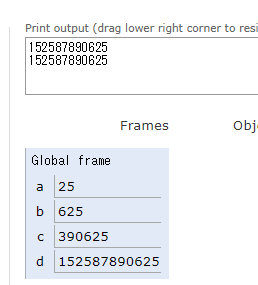 Print output (drag lower right corner to resi
152587890625
152587890625
Frames
Obj
Global frame
a 25
b 625
c 390625
d 152587890625